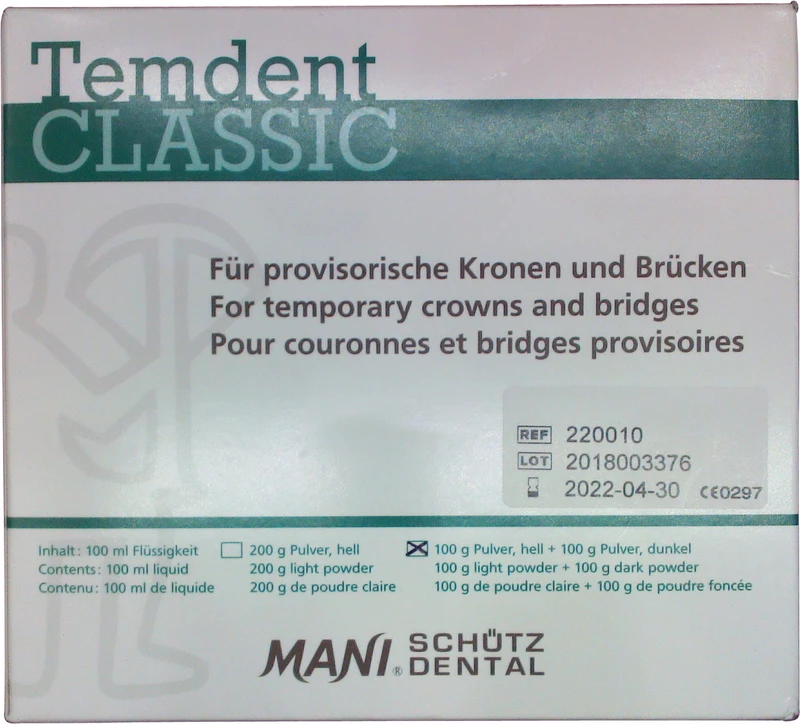 Temdent
CLASSIC
Für provisorische Kronen und Brücken
For temporary crowns and bridges
Pour couronnes et bridges provisoires
REF 220010
LOT 2018003376
2022-04-30 CE0297
Inhalt: 100 ml Flüssigkeit 200 g Pulver, hell 100 g Pulver, hell + 100 g Pulver, dunkel
Contents: 100 ml liquid 200 g light powder 100 g light powder + 100 g dark powder
Contenu: 100 ml de liquide 200 g de poudre claire 100 g de poudre claire + 100 g de poudre foncée
MANI® SCHÜTZ
DENTAL